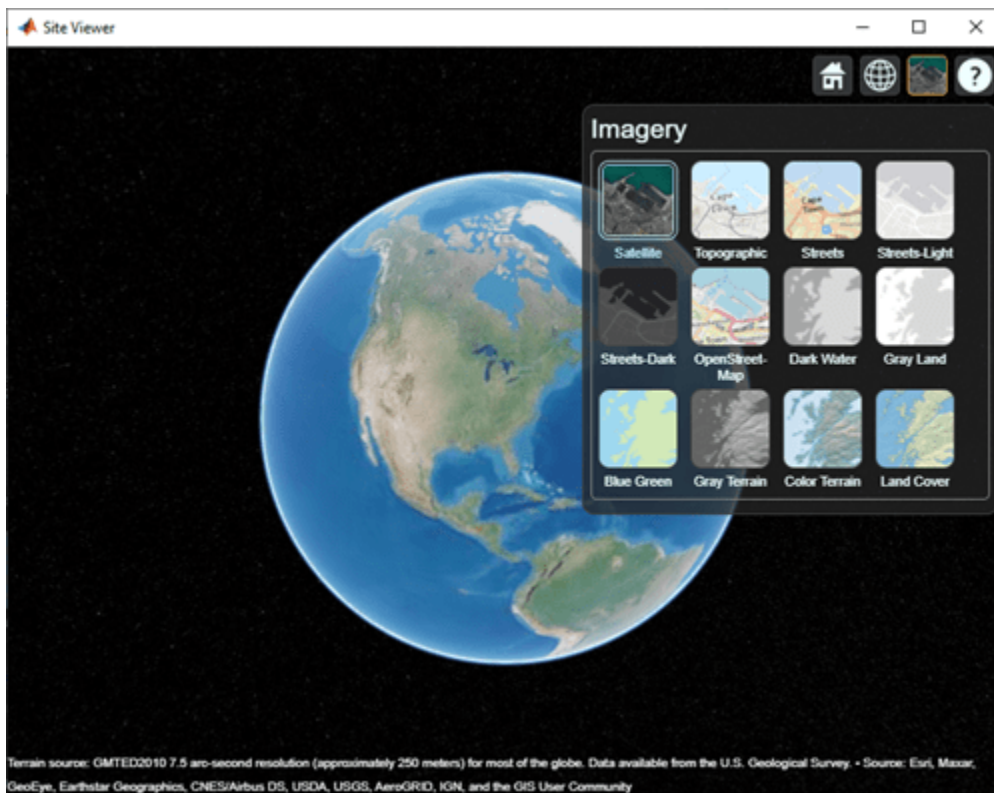 Site Viewer
?
Imagery
Satellite Topographic Streets Streets-Light
Streets-Dark OpenStreet-Map Dark Water Gray Land
Blue Green Gray Terrain Color Terrain Land Cover
Terrain source: GMTED2010 7.5 arc-second resolution (approximately 250 meters) for most of the globe. Data available from the U.S. Geological Survey. • Source: Esri, Maxar,
GeoEye, Earthstar Geographics, CNES/Airbus DS, USDA, USGS, AeroGRID, IGN, and the GIS User Community